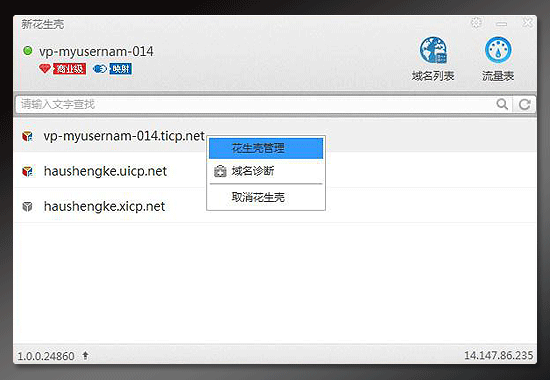 新花生壳
vp-myusernam-014
商业级 映射
域名列表 流量表
请输入文字查找
vp-myusernam-014.ticp.net
花生壳管理
域名诊断
haushengke.uicp.net
取消花生壳
haushengke.xicp.net
1.0.0.24860
14.147.86.235